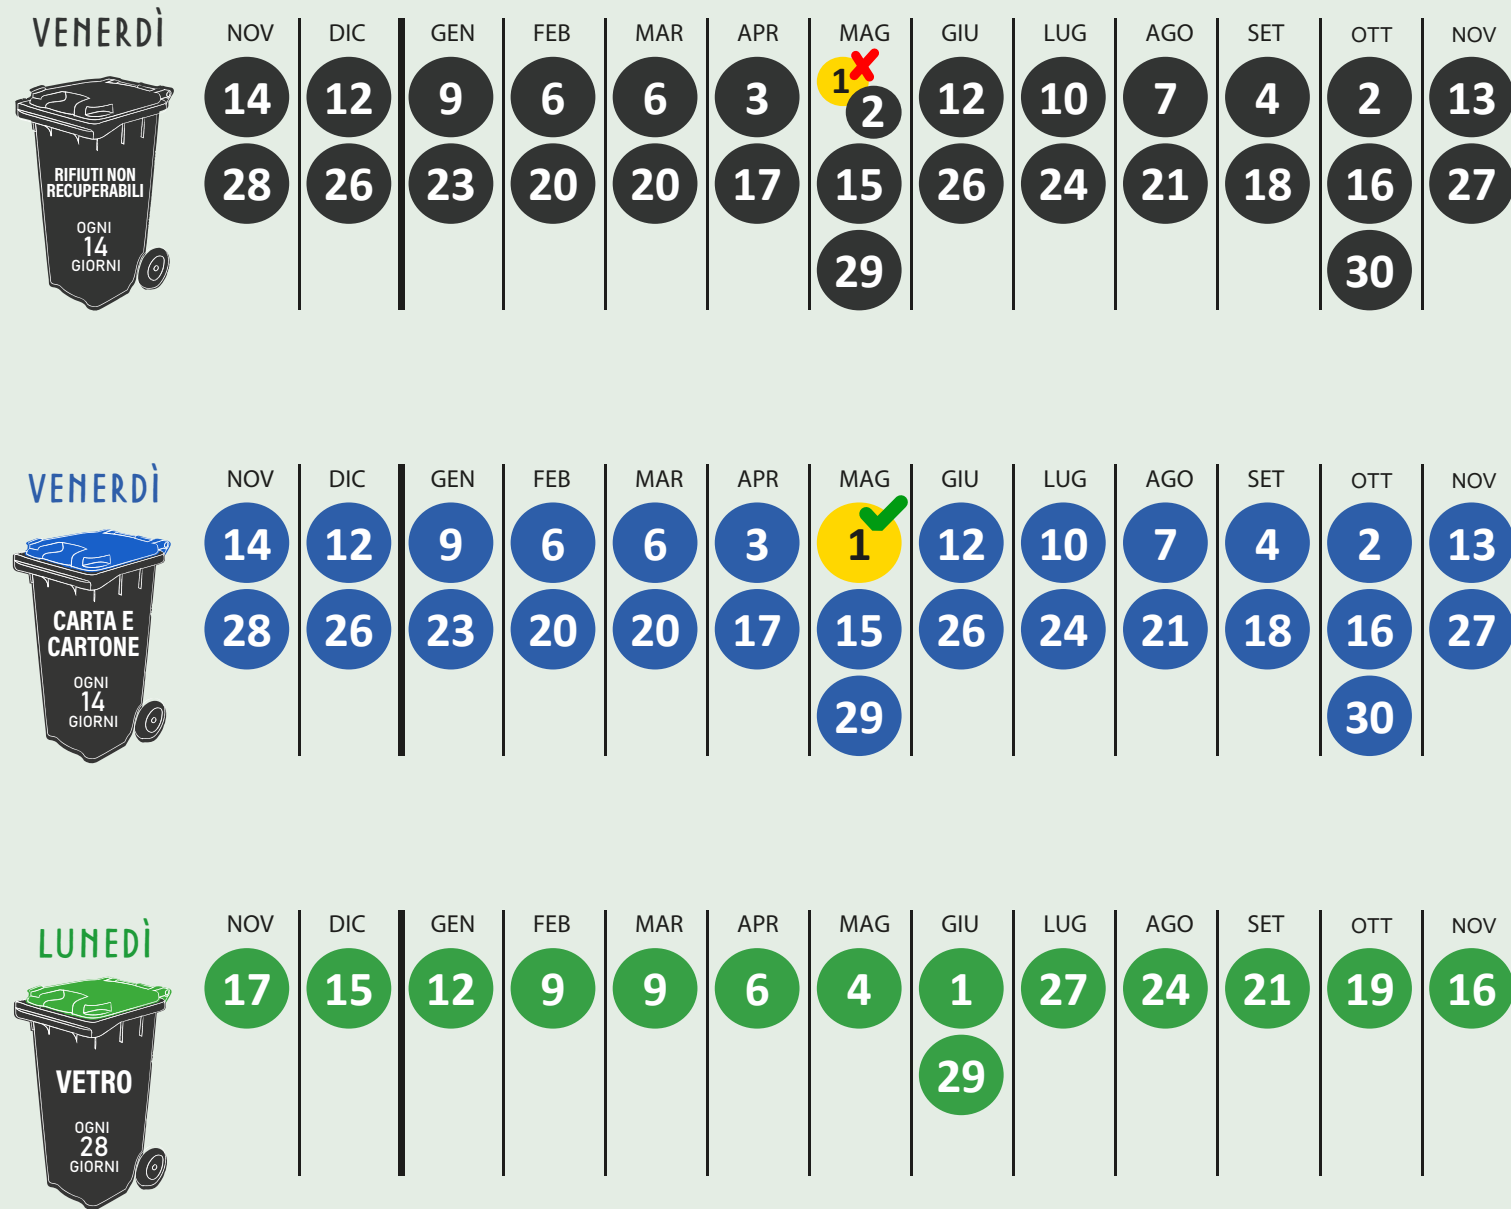 VENERDÌ
NOV DIC GEN FEB MAR APR MAG GIU LUG AGO SET OTT NOV
14 12 9 6 6 3 1 2 12 10 7 4 2 13
28 26 23 20 20 17 15 26 24 21 18 16 27
29 30
RIFIUTI NON
RECUPERABILI
OGNI
14
GIORNI
VENERDÌ
NOV DIC GEN FEB MAR APR MAG GIU LUG AGO SET OTT NOV
14 12 9 6 6 3 1 12 10 7 4 2 13
28 26 23 20 20 17 15 26 24 21 18 16 27
29 30
CARTA E
CARTONE
OGNI
14
GIORNI
LUNEDÌ
NOV DIC GEN FEB MAR APR MAG GIU LUG AGO SET OTT NOV
17 15 12 9 9 6 4 1 27 24 21 19 16
29
VETRO
OGNI
28
GIORNI